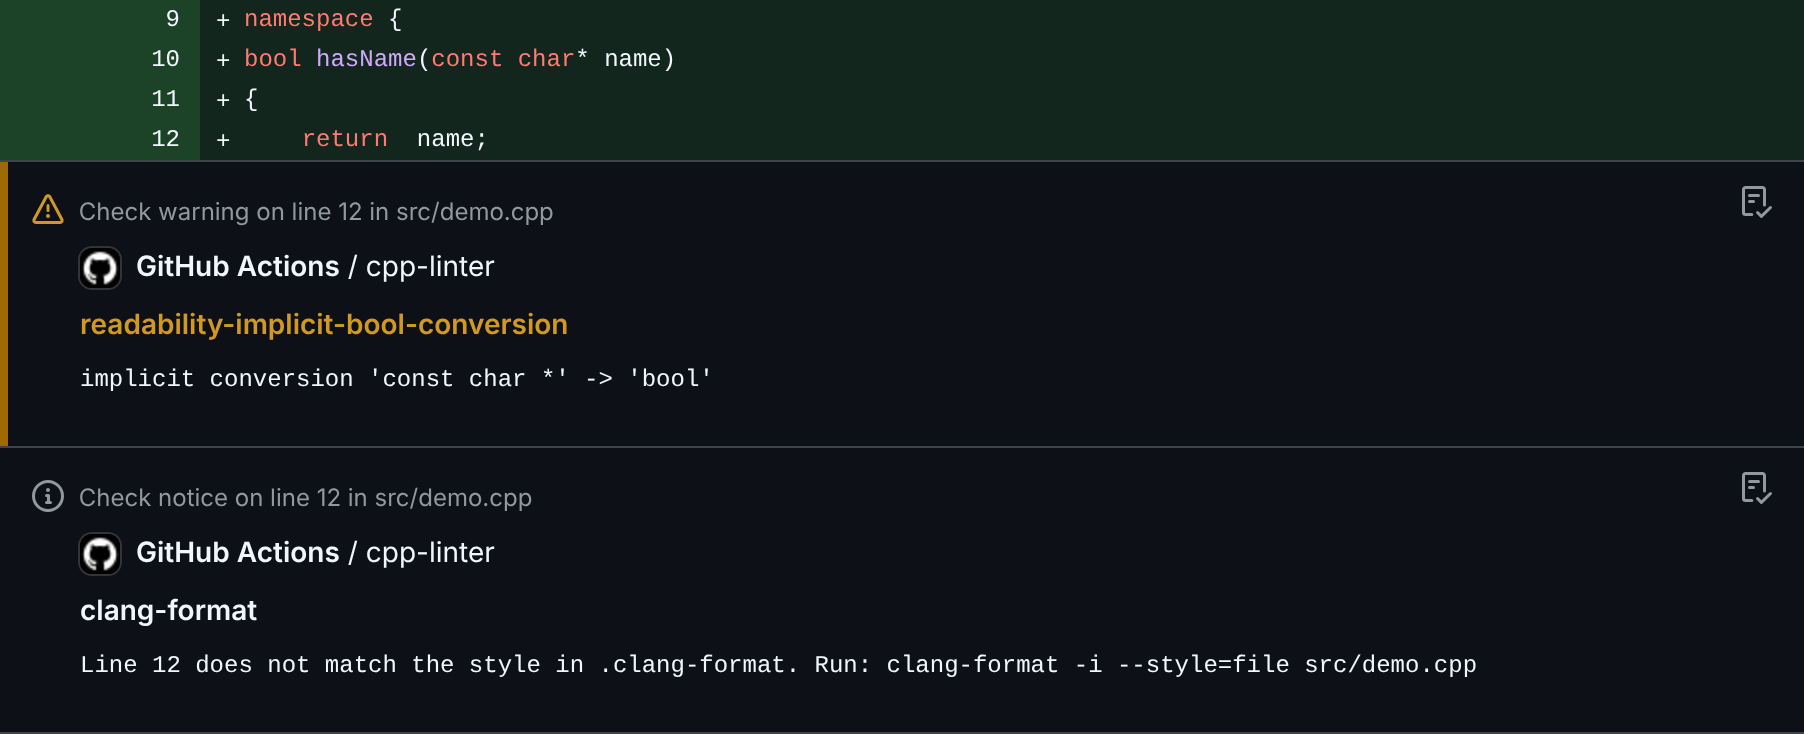 9 + namespace {
10 + bool hasName(const char* name)
11 + {
12 +     return  name;
Check warning on line 12 in src/demo.cpp
GitHub Actions / cpp-linter
readability-implicit-bool-conversion
implicit conversion 'const char *' -> 'bool'
Check notice on line 12 in src/demo.cpp
GitHub Actions / cpp-linter
clang-format
Line 12 does not match the style in .clang-format. Run: clang-format -i --style=file src/demo.cpp